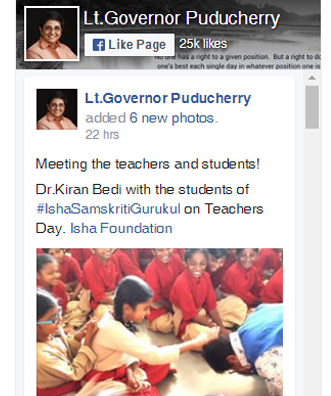 Lt.Governor Puducherry
Like Page
25k likes
No one has a right to a given position. But a right to do
one's best each single day in whatever position one is
Lt.Governor Puducherry
added 6 new photos.
22 hrs
Meeting the teachers and students!
Dr.Kiran Bedi with the students of
#IshaSamskritiGurukul on Teachers
Day. Isha Foundation